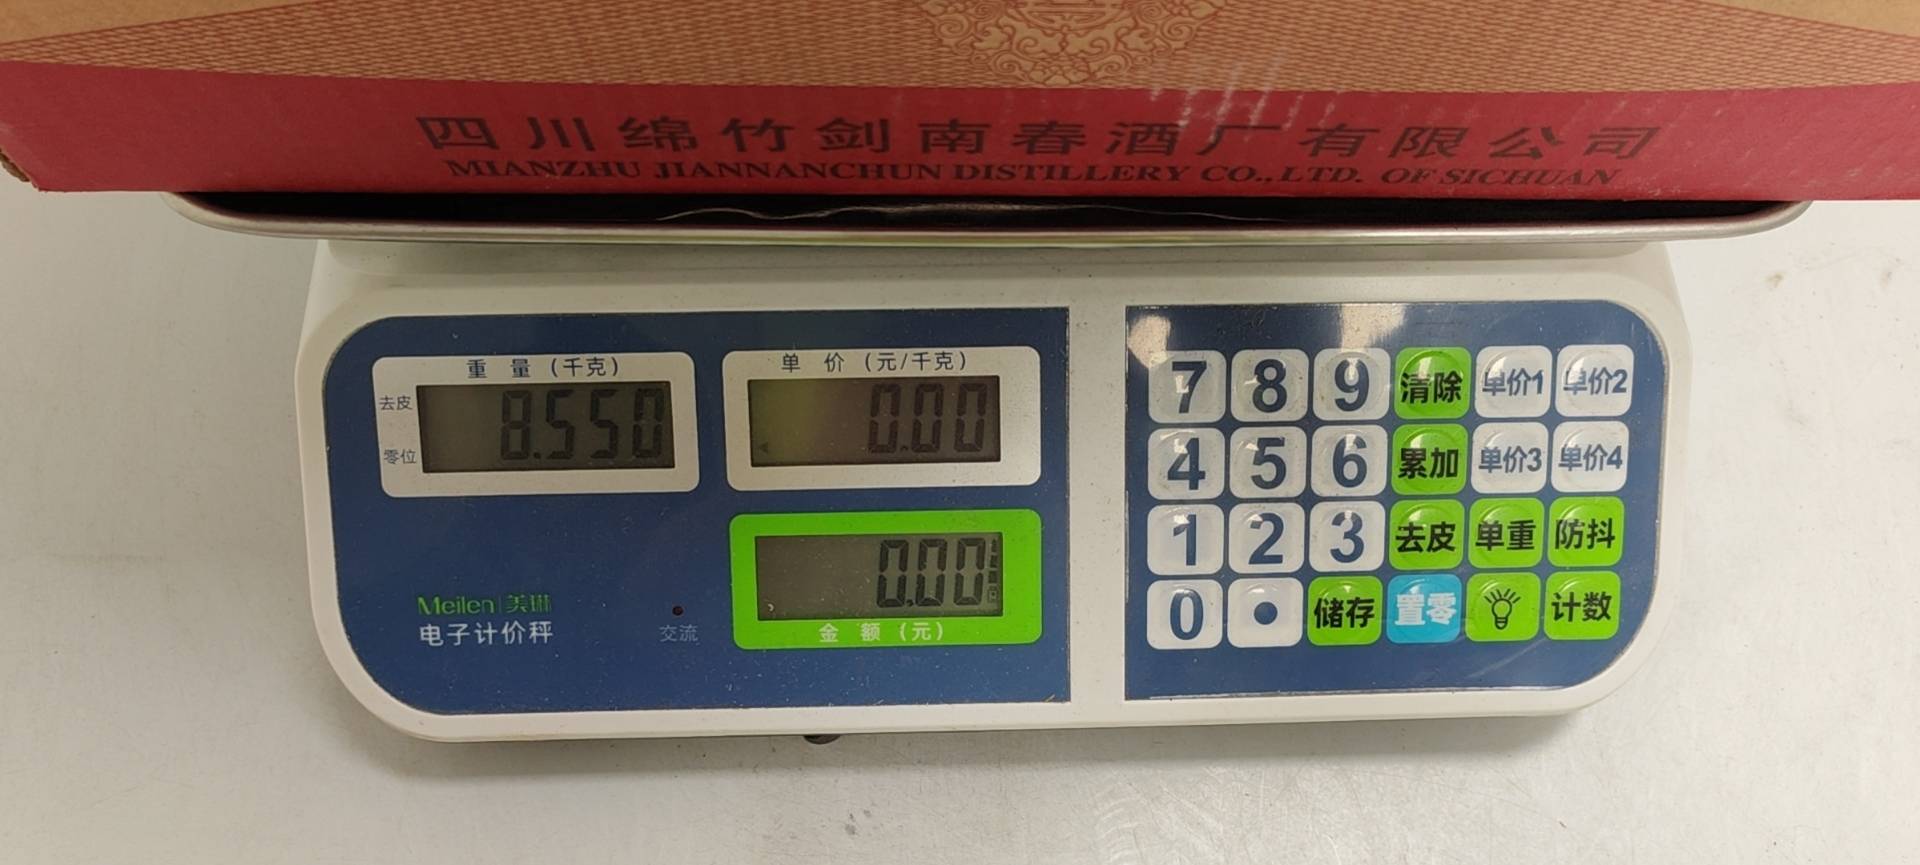 四川绵竹剑南春酒厂有限公司
MIANZHU JIANNANCHUN DISTILLERY CO.,LTD. OF SICHUAN
重 量 (千克)
去皮
零位
8.550
单 价 (元/千克)
0.00
0.00
金 额 (元)
Meilen|美琳
电子计价秤
交流
7 8 9 清除 单价1 单价2
4 5 6 累加 单价3 单价4
1 2 3 去皮 单重 防抖
0 · 储存 置零 计数